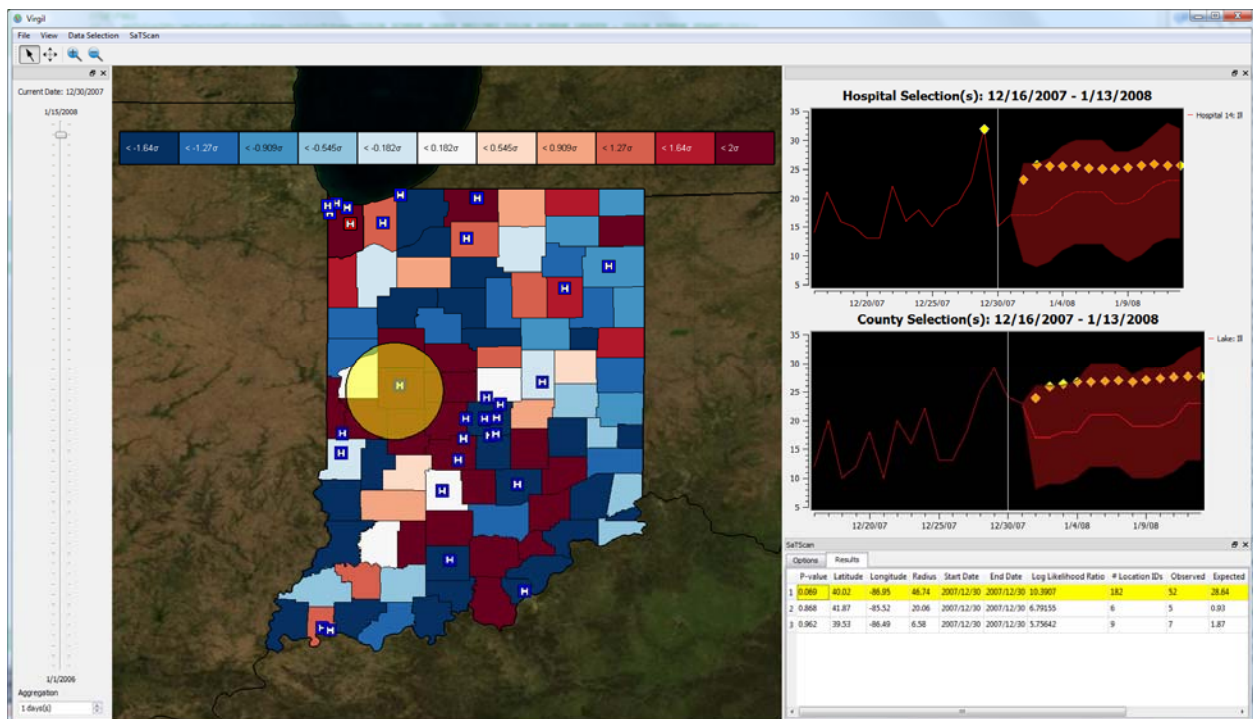 Virgil
File View Data Selection SaTScan
Current Date: 12/30/2007
1/15/2008
1/1/2006
Aggregation
1 days(s)
< -1.64σ < -1.27σ < -0.909σ < -0.545σ < -0.182σ < 0.182σ < 0.545σ < 0.909σ < 1.27σ < 1.64σ < 2σ
H H H H H H
H H H
H
H
H
H
H
H H
H H H
H H H
H H
H
H
H
H
H
H H
Hospital Selection(s): 12/16/2007 - 1/13/2008
Hospital 14: Il
35
30
25
20
15
10
5
12/20/07 12/25/07 12/30/07 1/4/08 1/9/08
County Selection(s): 12/16/2007 - 1/13/2008
Lake: Il
35
30
25
20
15
10
5
12/20/07 12/25/07 12/30/07 1/4/08 1/9/08
SaTScan
Options Results
P-value Latitude Longitude Radius Start Date End Date Log Likelihood Ratio # Location IDs Observed Expected
1 0.069 40.02 -86.95 46.74 2007/12/30 2007/12/30 10.3907 182 52 28.64
2 0.868 41.87 -85.52 20.06 2007/12/30 2007/12/30 6.79155 6 5 0.93
3 0.962 39.53 -86.49 6.58 2007/12/30 2007/12/30 5.75642 9 7 1.87